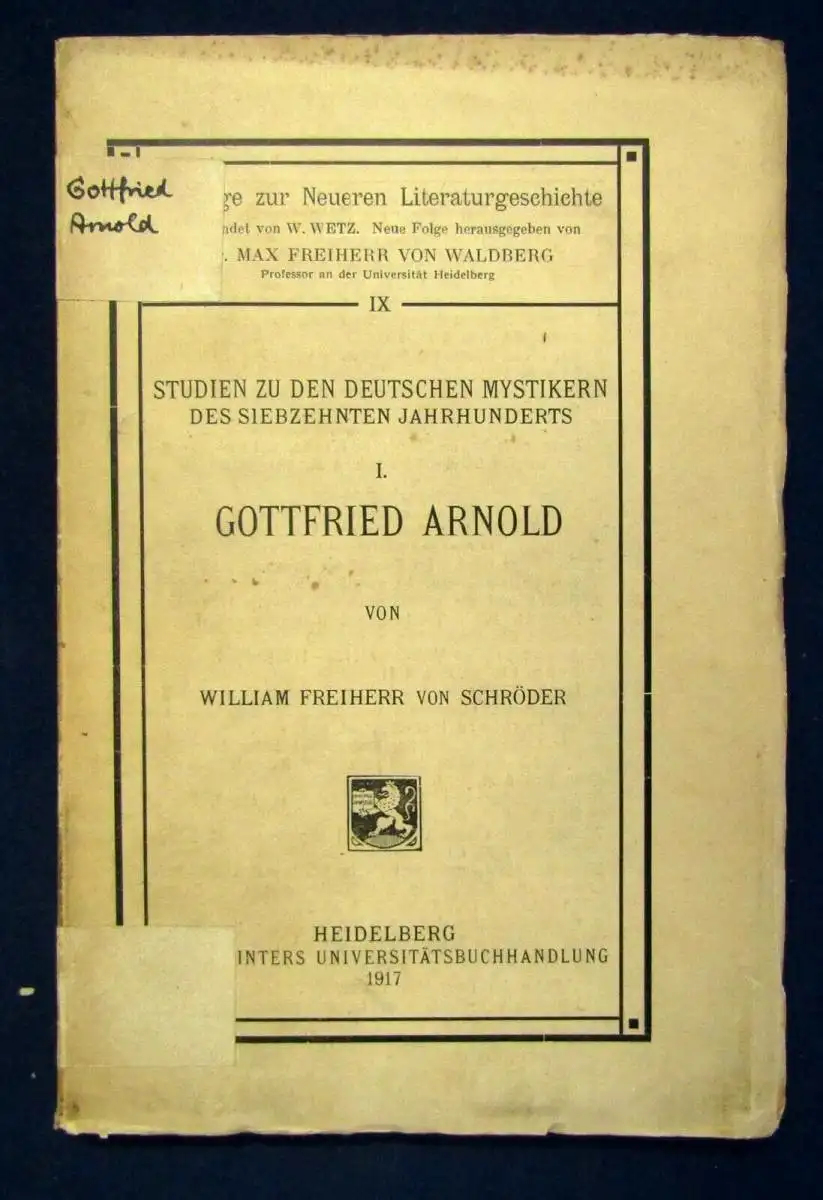 Gottfried
Arnold
ge zur Neueren Literaturgeschichte
ndet von W. WETZ. Neue Folge herausgegeben von
. MAX FREIHERR VON WALDBERG
Professor an der Universität Heidelberg
IX
STUDIEN ZU DEN DEUTSCHEN MYSTIKERN
DES SIEBZEHNTEN JAHRHUNDERTS
I.
GOTTFRIED ARNOLD
VON
WILLIAM FREIHERR VON SCHRÖDER
HEIDELBERG
INTERS UNIVERSITÄTSBUCHHANDLUNG
1917